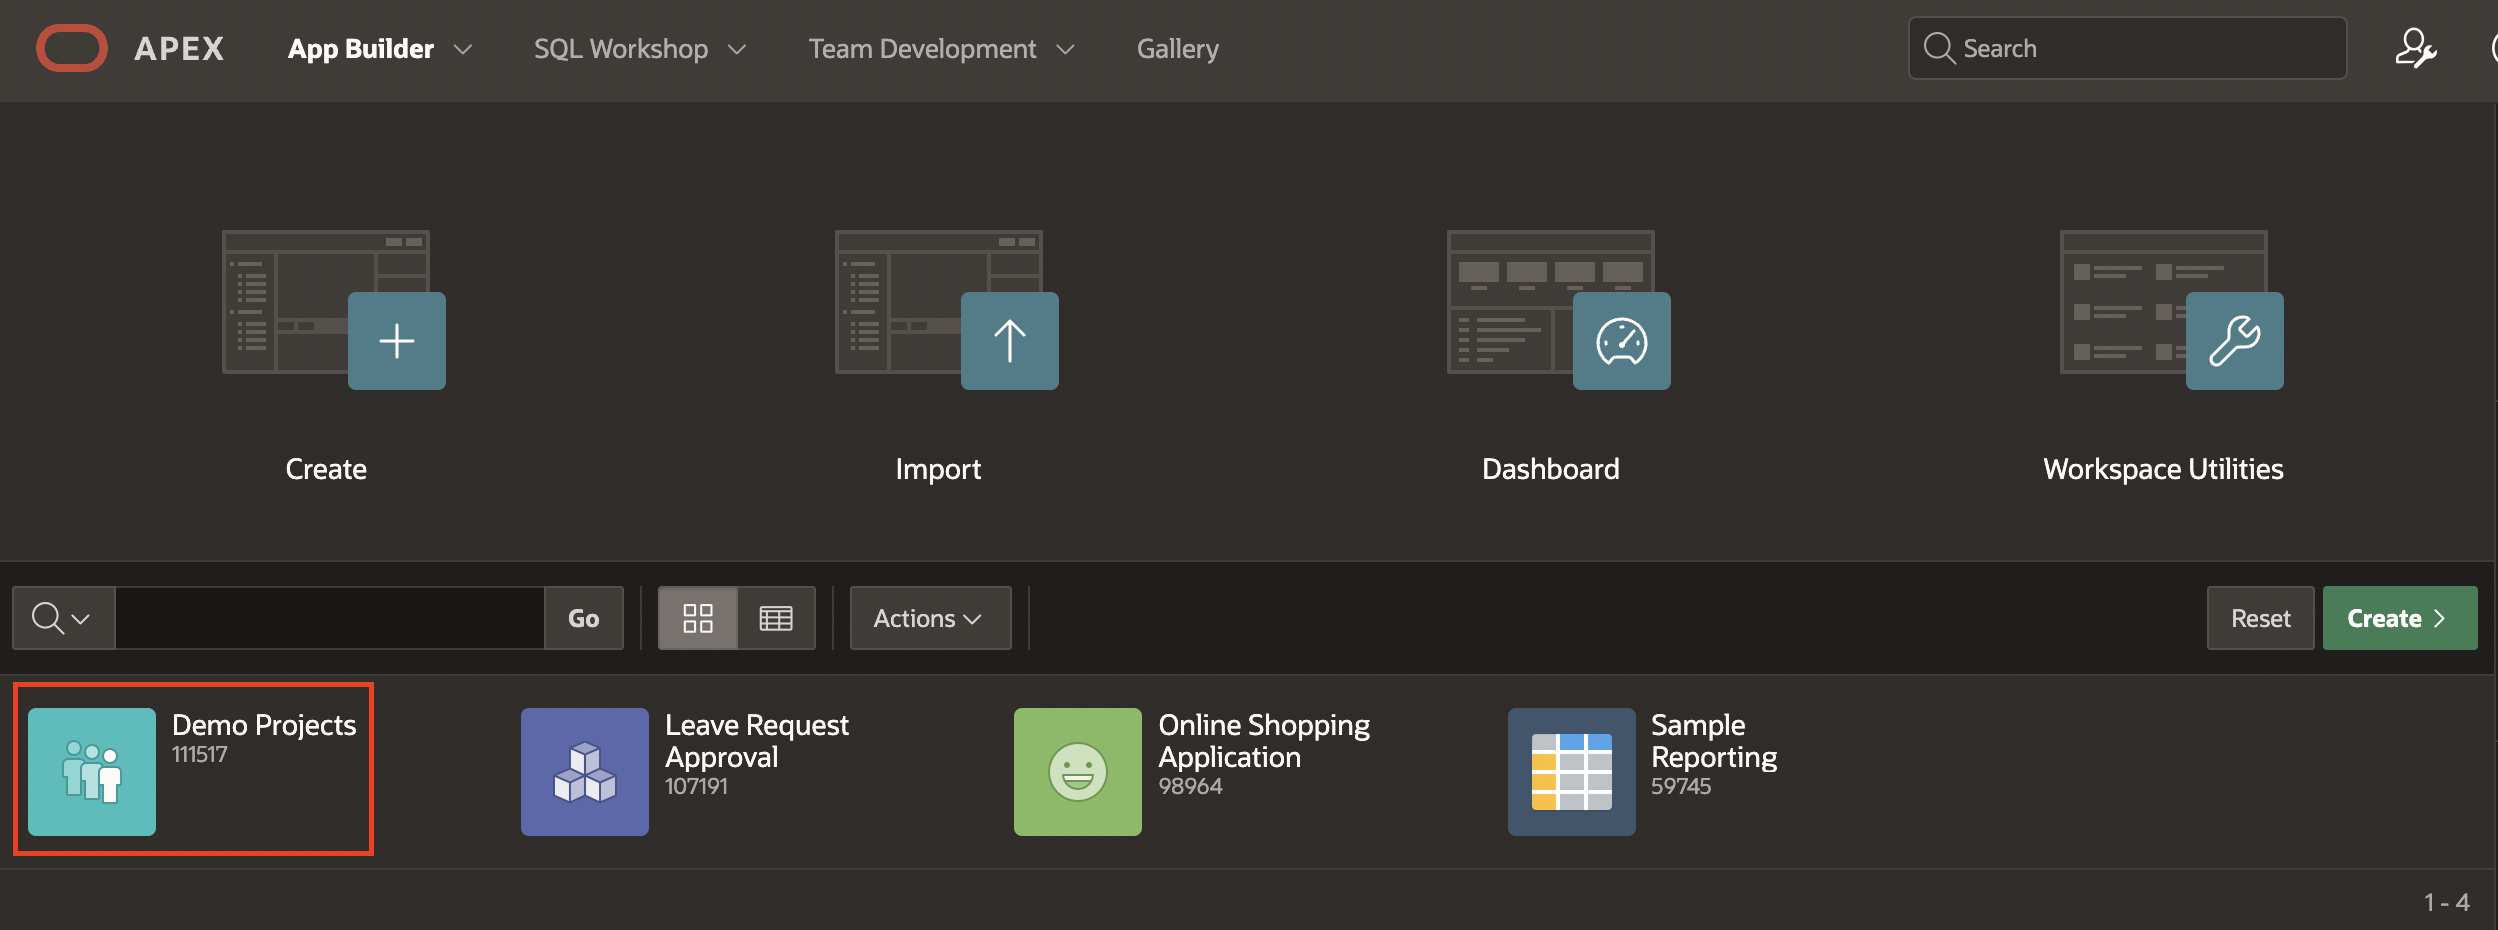 APEX App Builder SQL Workshop Team Development Gallery Search
Create Import Dashboard Workspace Utilities
Go Actions Reset Create
Demo Projects
111517
Leave Request
Approval
107191
Online Shopping
Application
98964
Sample
Reporting
59745
1 - 4